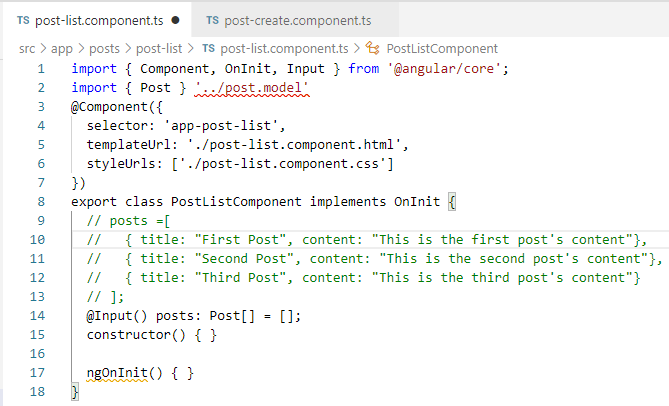 TS post-list.component.ts ● TS post-create.component.ts
src > app > posts > post-list > TS post-list.component.ts > PostListComponent
1 import { Component, OnInit, Input } from '@angular/core';
2 import { Post } '../post.model'
3 @Component({
4   selector: 'app-post-list',
5   templateUrl: './post-list.component.html',
6   styleUrls: ['./post-list.component.css']
7 })
8 export class PostListComponent implements OnInit {
9   // posts =[
10   //   { title: "First Post", content: "This is the first post's content"},
11   //   { title: "Second Post", content: "This is the second post's content"},
12   //   { title: "Third Post", content: "This is the third post's content"}
13   // ];
14   @Input() posts: Post[] = [];
15   constructor() { }
16
17   ngOnInit() { }
18 }